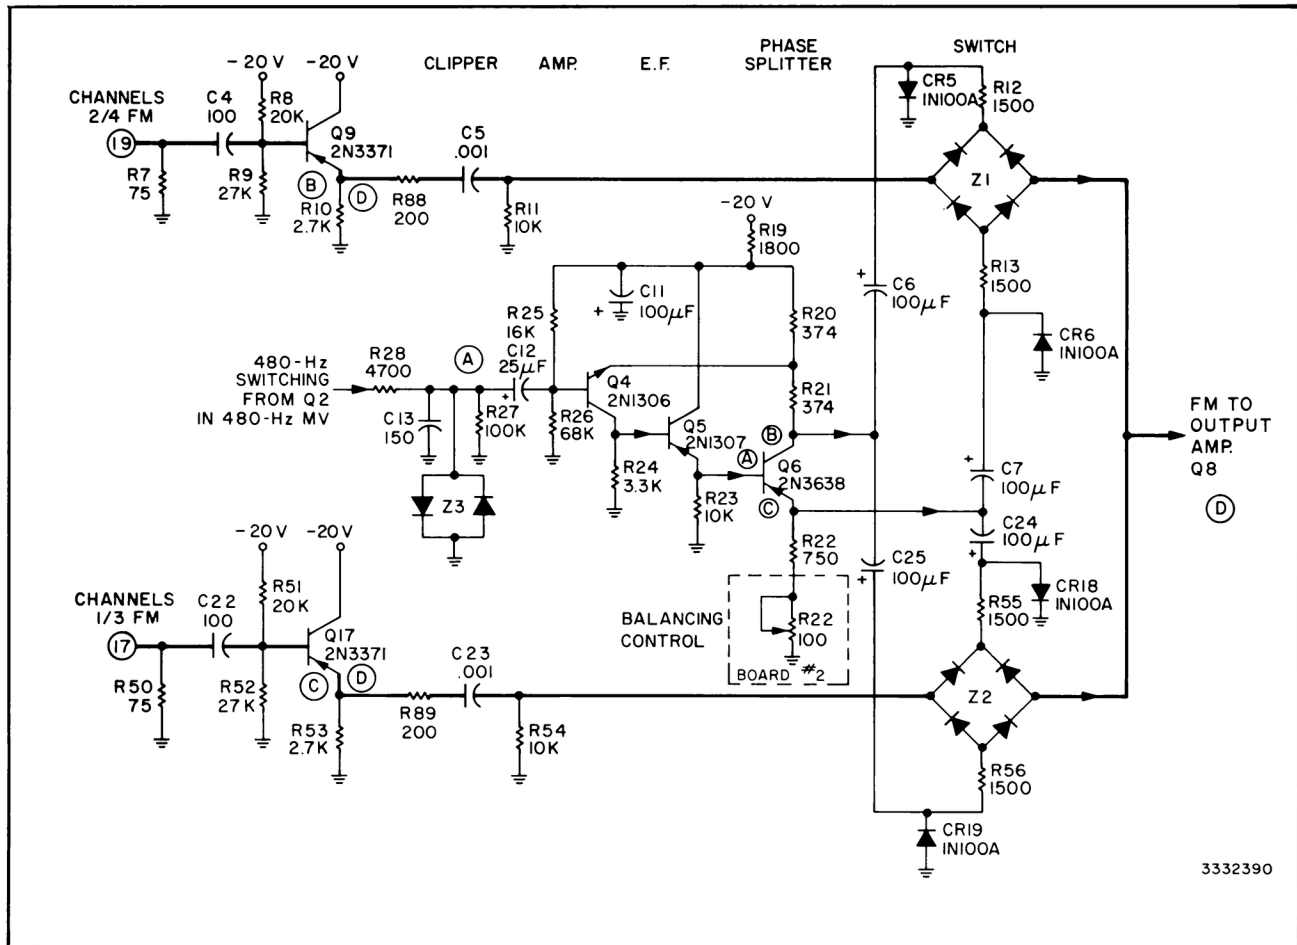 CLIPPER AMP. E.F. PHASE SPLITTER SWITCH
-20 V -20 V
CHANNELS
2/4 FM
19
C4
100
R8
20K
Q9
2N3371
R7
75
R9
27K
B
D
R10
2.7K
R88
200
C5
.001
R11
10K
CR5
IN100A
R12
1500
Z1
-20 V
R19
1800
R13
1500
C6
100µF
CR6
IN100A
C11
100µF
R25
16K
R20
374
480-Hz
SWITCHING
FROM Q2
IN 480-Hz MV
R28
4700
A
C12
25µF
C13
150
R27
100K
R26
68K
Q4
2N1306
R21
374
Q5
2N1307
B
A
Q6
2N3638
C
R24
3.3K
R23
10K
Z3
C7
100µF
C24
100µF
FM TO
OUTPUT
AMP.
Q8
D
R22
750
C25
100µF
CR18
IN100A
R55
1500
BALANCING
CONTROL
R22
100
BOARD #2
-20 V -20 V
CHANNELS
1/3 FM
17
C22
100
R51
20K
Q17
2N3371
R50
75
R52
27K
C
D
R53
2.7K
R89
200
C23
.001
R54
10K
Z2
R56
1500
CR19
IN100A
3332390